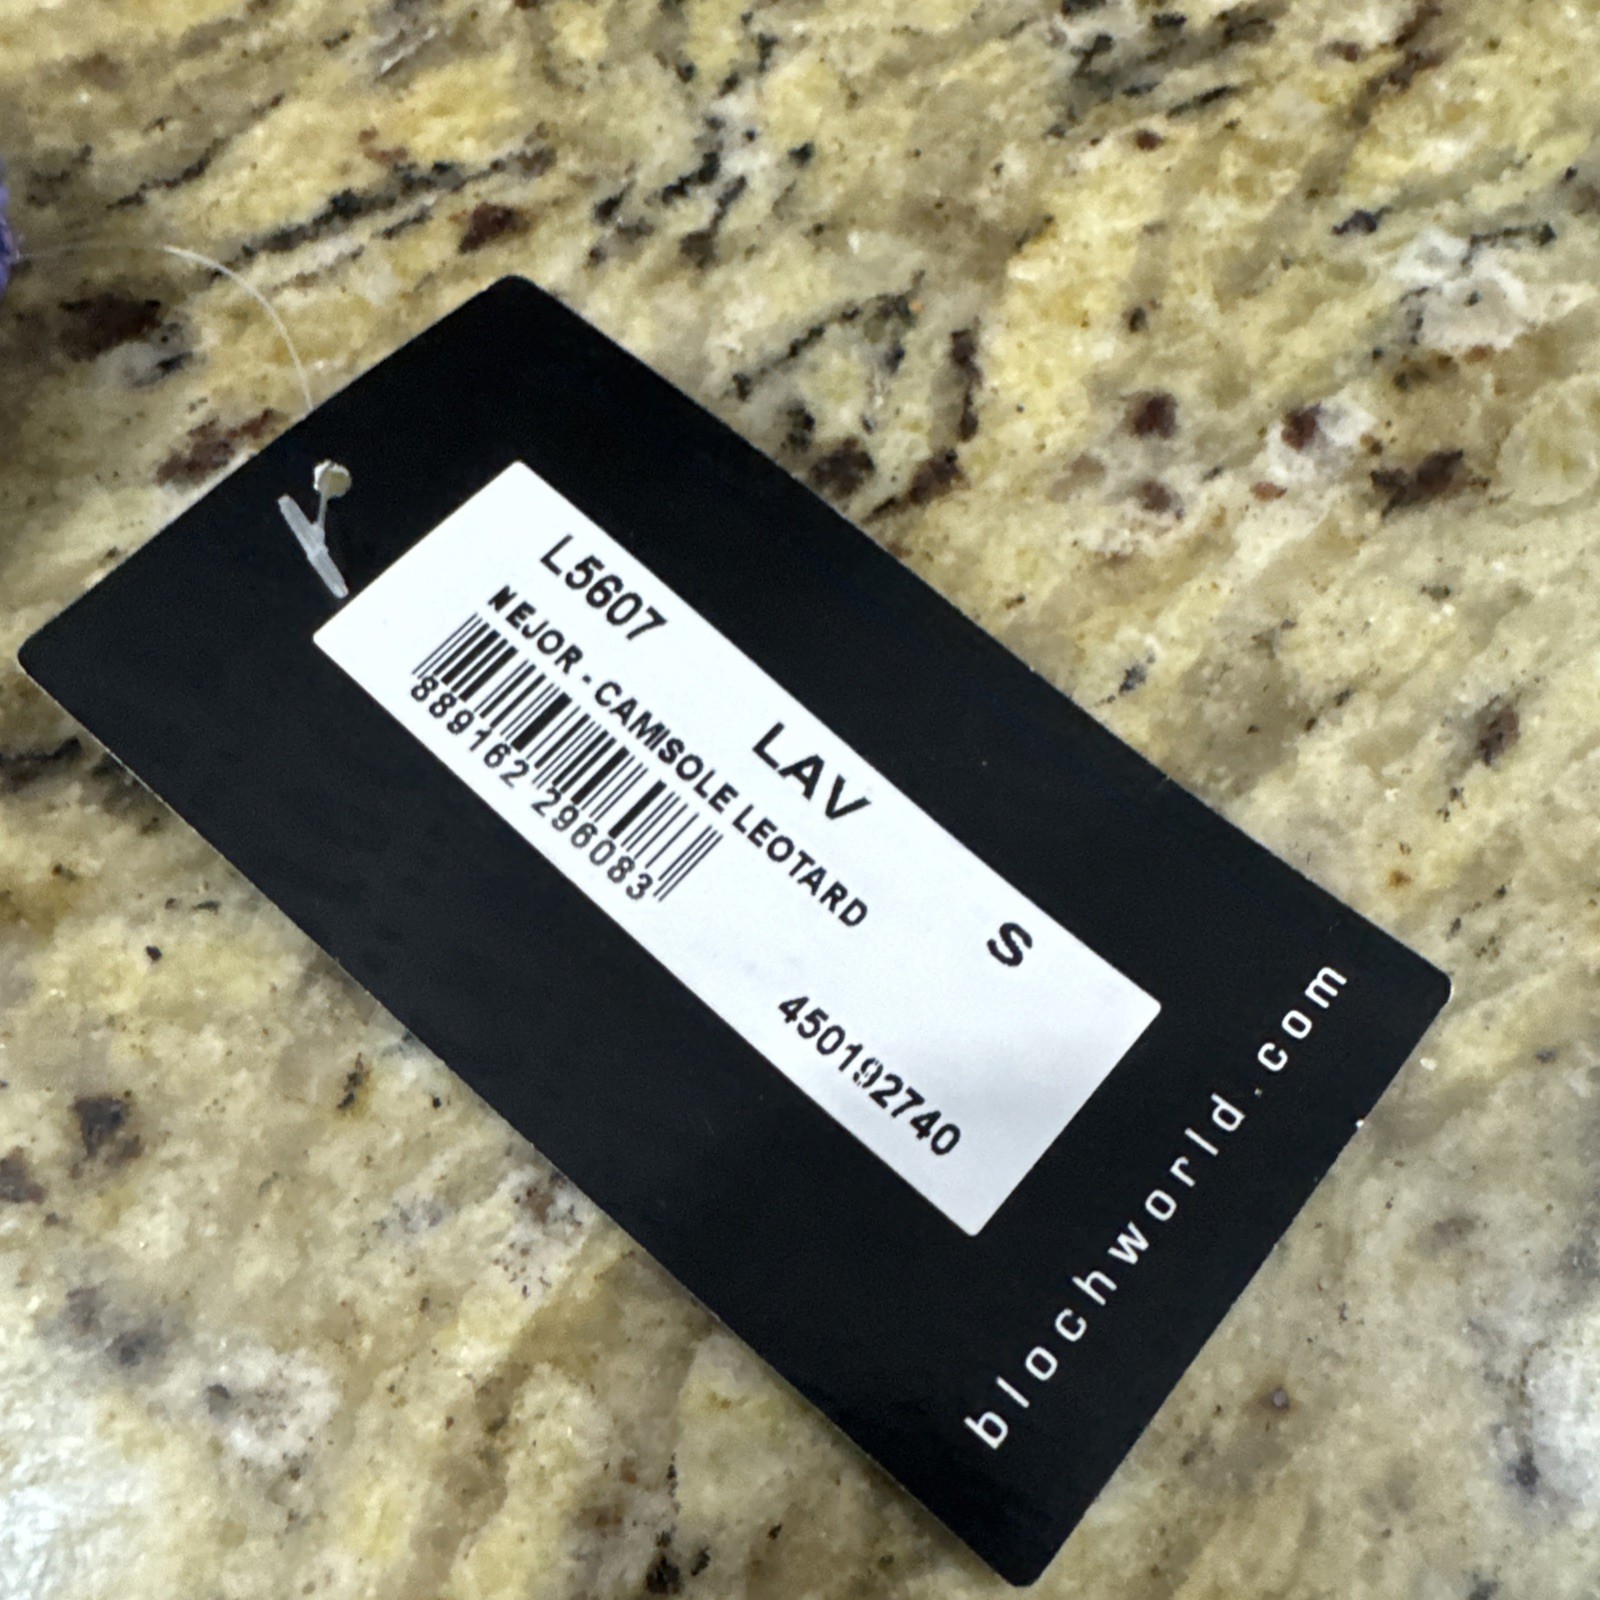 L5607 LAV S
MEJOR - CAMISOLE LEOTARD
889162 296083
450192740
blochworld.com